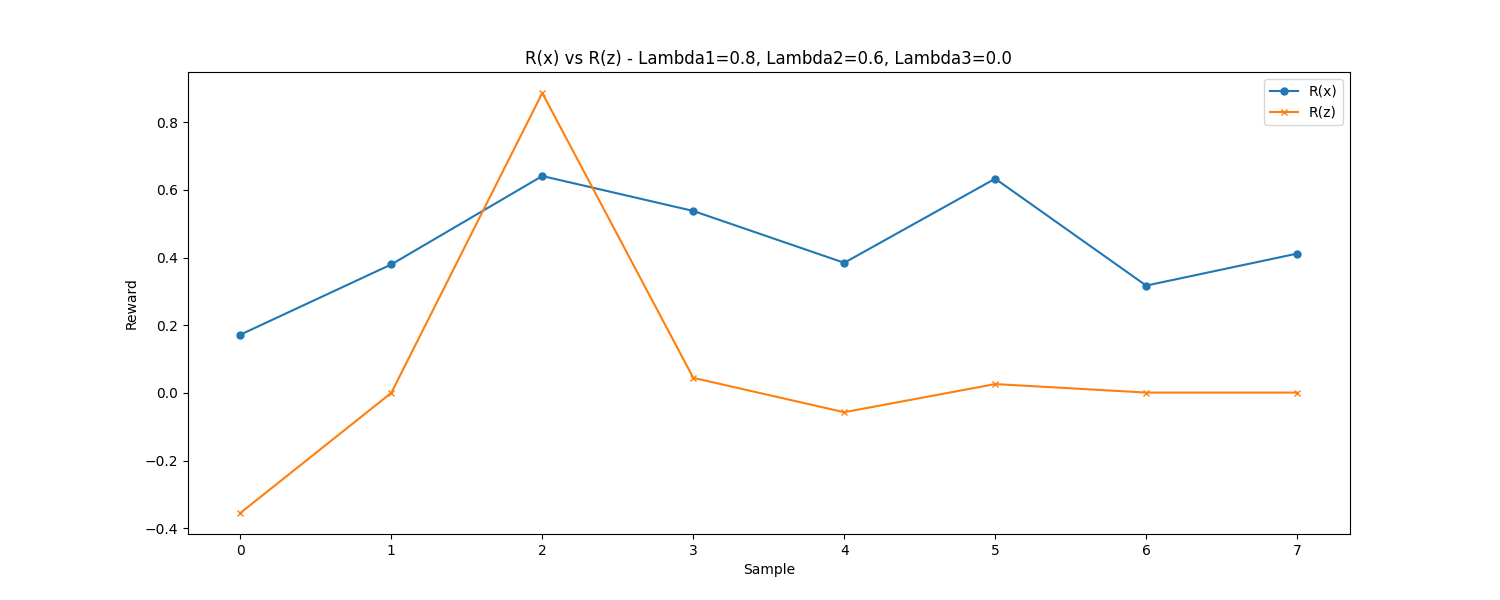 R(x) vs R(z) - Lambda1=0.8, Lambda2=0.6, Lambda3=0.0
R(x)
R(z)
0.8
0.6
0.4
0.2
0.0
−0.2
−0.4
Reward
0 1 2 3 4 5 6 7
Sample